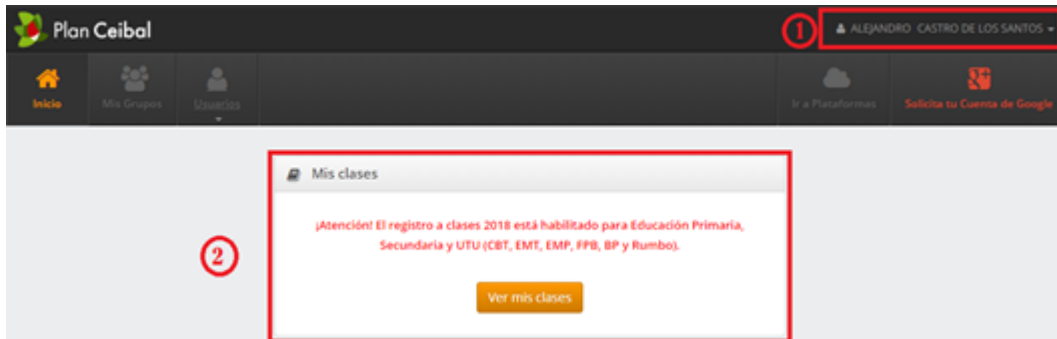 Plan Ceibal
1
ALEJANDRO CASTRO DE LOS SANTOS
Inicio
Mis Grupos
Usuarios
Ir a Plataformas
Solicita tu Cuenta de Google
Mis clases
¡Atención! El registro a clases 2018 está habilitado para Educación Primaria,
Secundaria y UTU (CBT, EMT, EMP, FPB, BP y Rumbo).
2
Ver mis clases